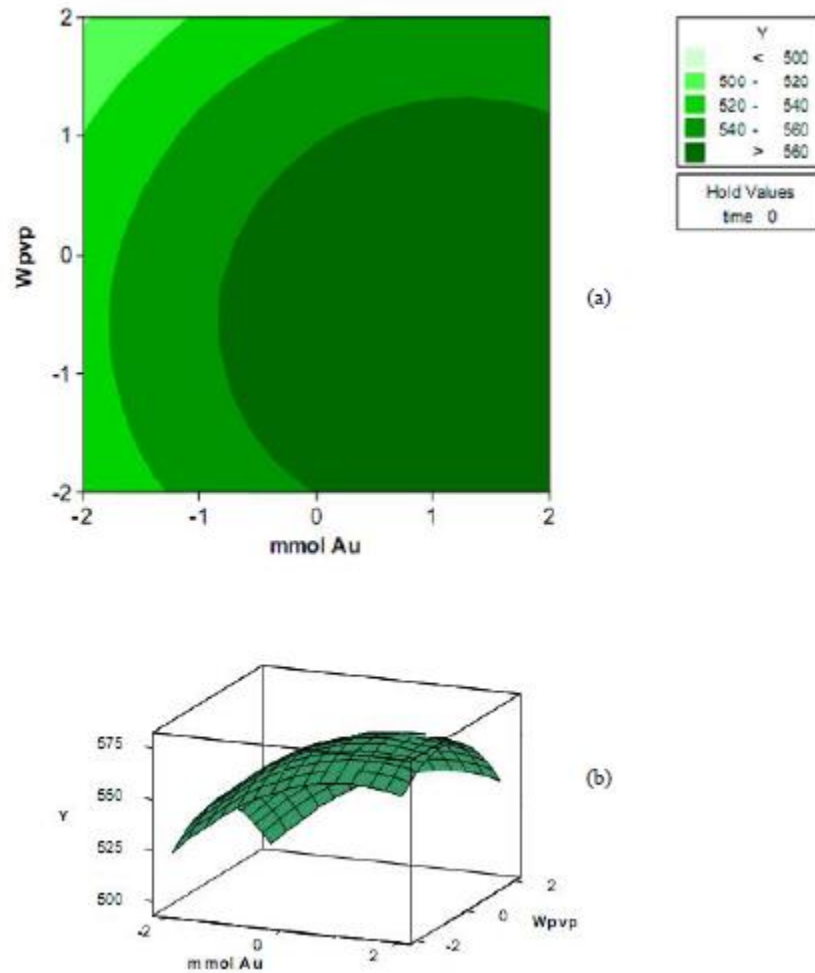 2
1
0
-1
-2
Wpvp
-2 -1 0 1 2
mmol Au
Y
< 500
500 - 520
520 - 540
540 - 560
> 560
Hold Values
time 0
(a)
575
550
525
500
Y
-2 0 2
mmol Au
-2 0 2
Wpvp
(b)